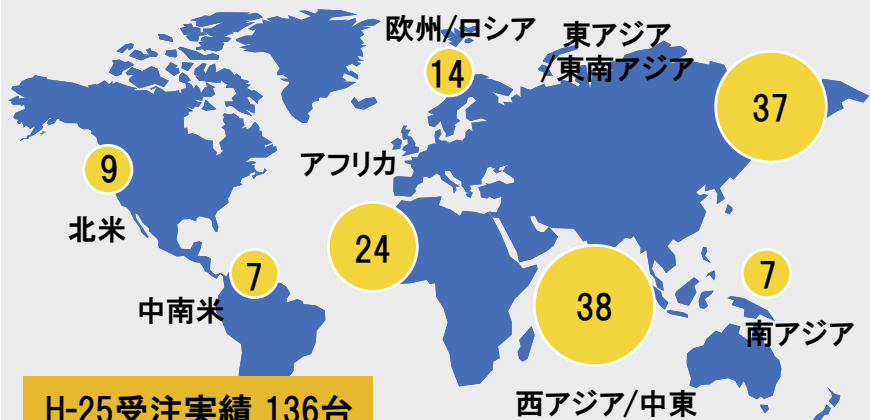 欧州/ロシア
14
東アジア
/東南アジア
37
アフリカ
9
北米
24
7
中南米
38
7
南アジア
西アジア/中東
H-25受注実績 136台